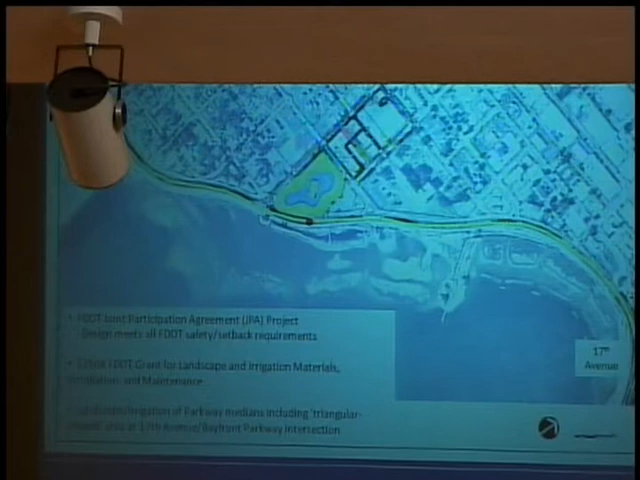 17th
Avenue
FDOT Joint Participation Agreement (JPA) Project
Design meets all FDOT safety/setback requirements
FDOT Grant for Landscape and Irrigation Materials,
Installation, and Maintenance
of Parkway medians including 'triangular-
area at 17th Avenue/Bayfront Parkway intersection